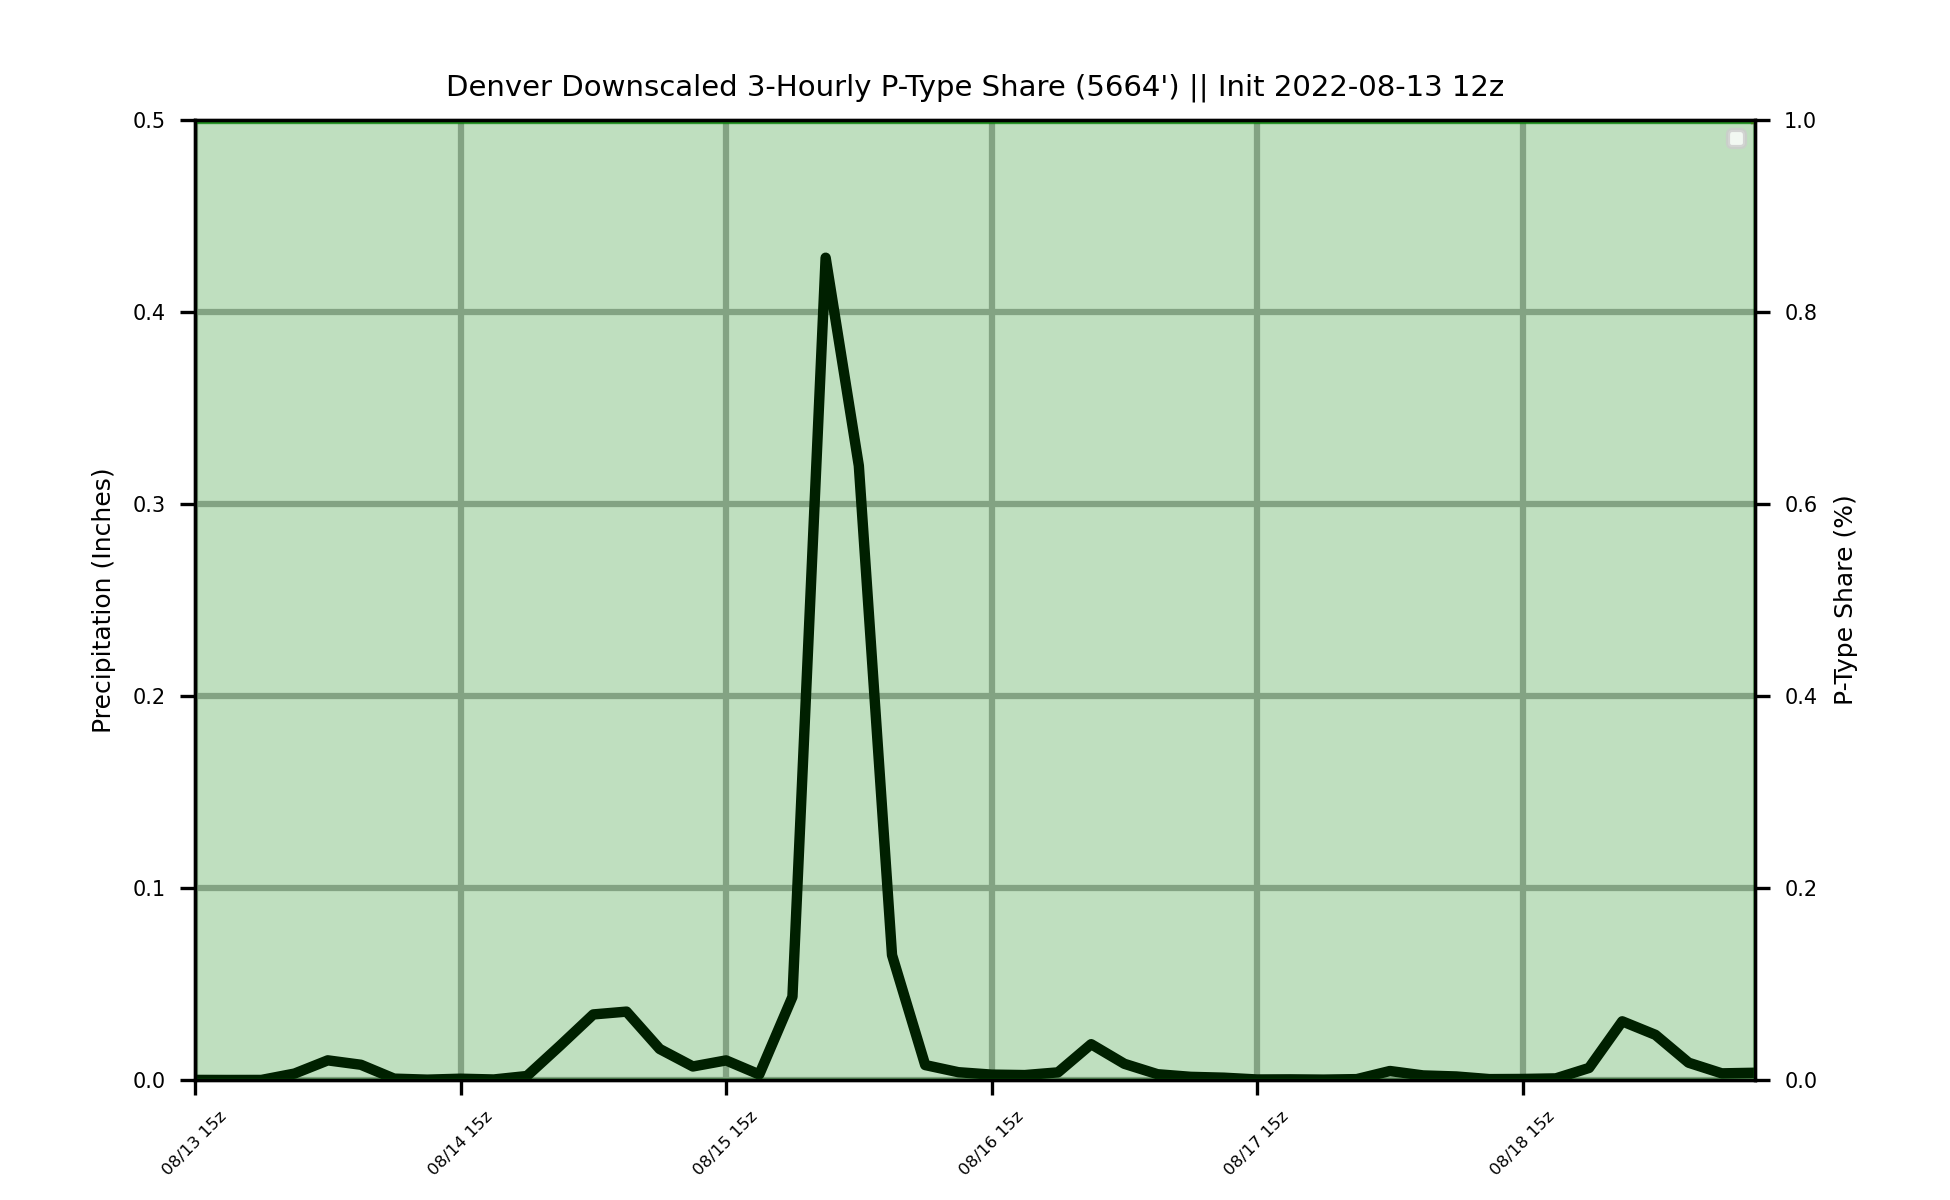 Denver Downscaled 3-Hourly P-Type Share (5664') || Init 2022-08-13 12z
0.5
0.4
0.3
0.2
0.1
0.0
Precipitation (Inches)
1.0
0.8
0.6
0.4
0.2
0.0
P-Type Share (%)
08/13 15z
08/14 15z
08/15 15z
08/16 15z
08/17 15z
08/18 15z